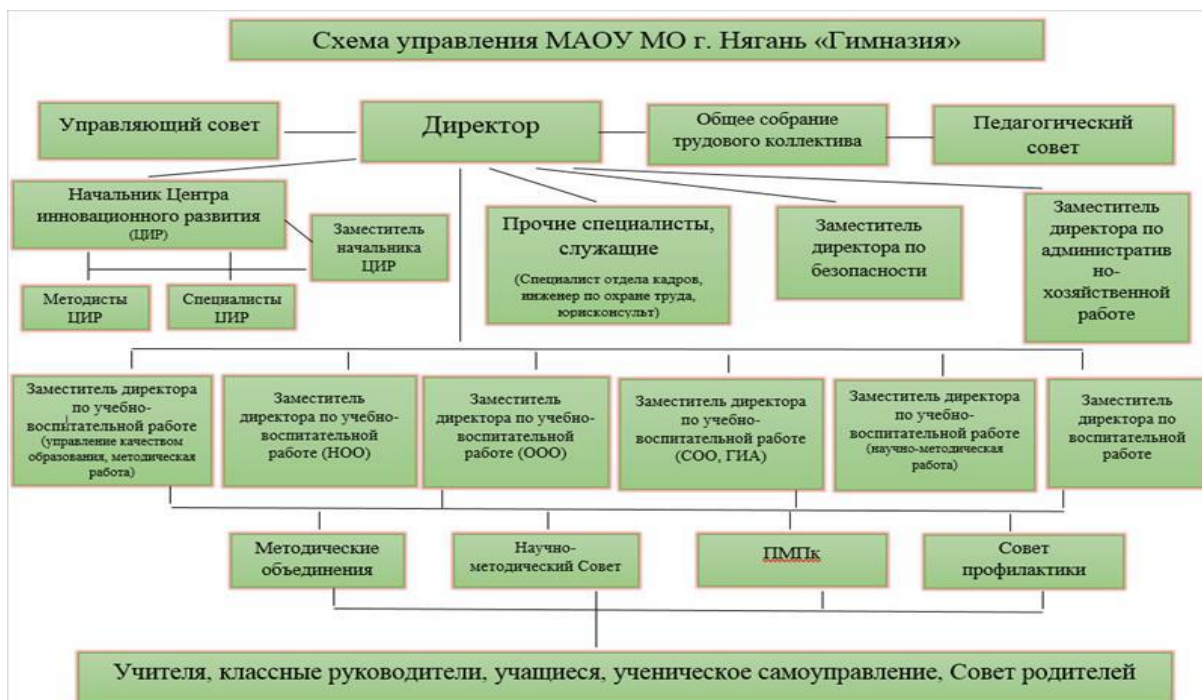 Схема управления МАОУ МО г. Нягань «Гимназия»
Управляющий совет
Директор
Общее собрание
трудового коллектива
Педагогический
совет
Начальник Центра
инновационного развития
(ЦИР)
Заместитель
начальника
ЦИР
Методисты
ЦИР
Специалисты
ЦИР
Прочие специалисты,
служащие
(Специалист отдела кадров,
инженер по охране труда,
юрисконсульт)
Заместитель
директора по
безопасности
Заместитель
директора по
административ
но-
хозяйственной
работе
Заместитель директора
по учебно-
воспитательной работе
(управление качеством
образования, методическая
работа)
Заместитель
директора по учебно-
воспитательной
работе (НОО)
Заместитель
директора по учебно-
воспитательной
работе (ООО)
Заместитель директора
по учебно-
воспитательной работе
(СОО, ГИА)
Заместитель директора
по учебно-
воспитательной работе
(научно-методическая
работа)
Заместитель
директора по
воспитательной
работе
Методические
объединения
Научно-
методический Совет
ПМПк
Совет
профилактики
Учителя, классные руководители, учащиеся, ученическое самоуправление, Совет родителей